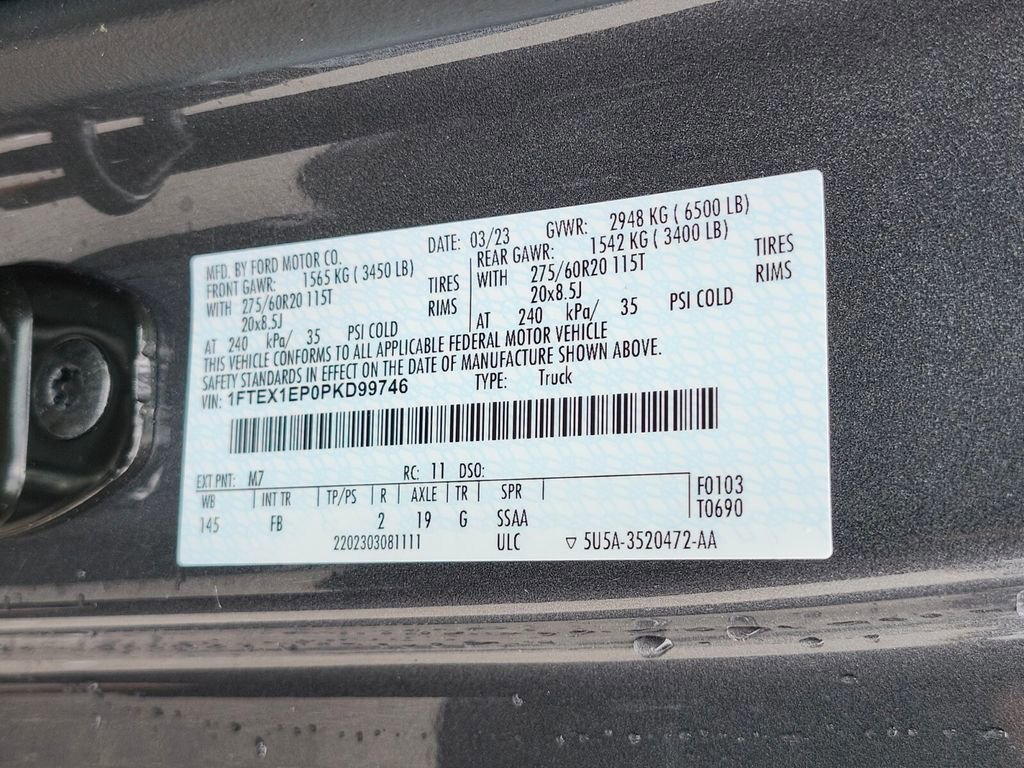 MFD. BY FORD MOTOR CO. DATE: 03/23 GVWR: 2948 KG ( 6500 LB)
FRONT GAWR: 1565 KG ( 3450 LB) REAR GAWR: 1542 KG ( 3400 LB)
WITH 275/60R20 115T TIRES WITH 275/60R20 115T TIRES
20x8.5J RIMS 20x8.5J RIMS
AT 240 kPa/ 35 PSI COLD AT 240 kPa/ 35 PSI COLD
THIS VEHICLE CONFORMS TO ALL APPLICABLE FEDERAL MOTOR VEHICLE
SAFETY STANDARDS IN EFFECT ON THE DATE OF MANUFACTURE SHOWN ABOVE.
VIN: 1FTEX1EP0PKD99746 TYPE: Truck
EXT PNT: M7 RC: 11 DSO:
WB INT TR TP/PS R AXLE TR SPR F0103
145 FB 2 19 G SSAA T0690
2202303081111 ULC ▽ 5U5A-3520472-AA